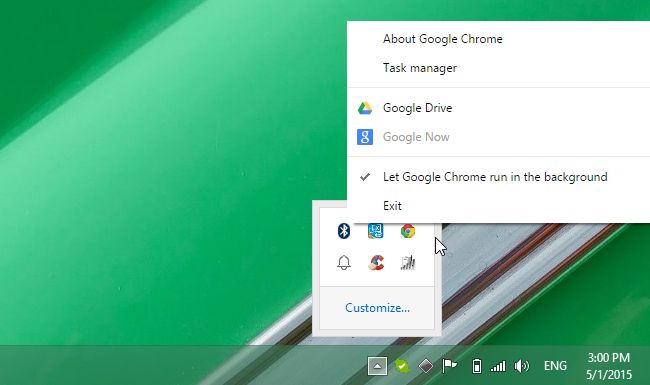 About Google Chrome
Task manager
Google Drive
Google Now
Let Google Chrome run in the background
Exit
Customize...
ENG
3:00 PM
5/1/2015